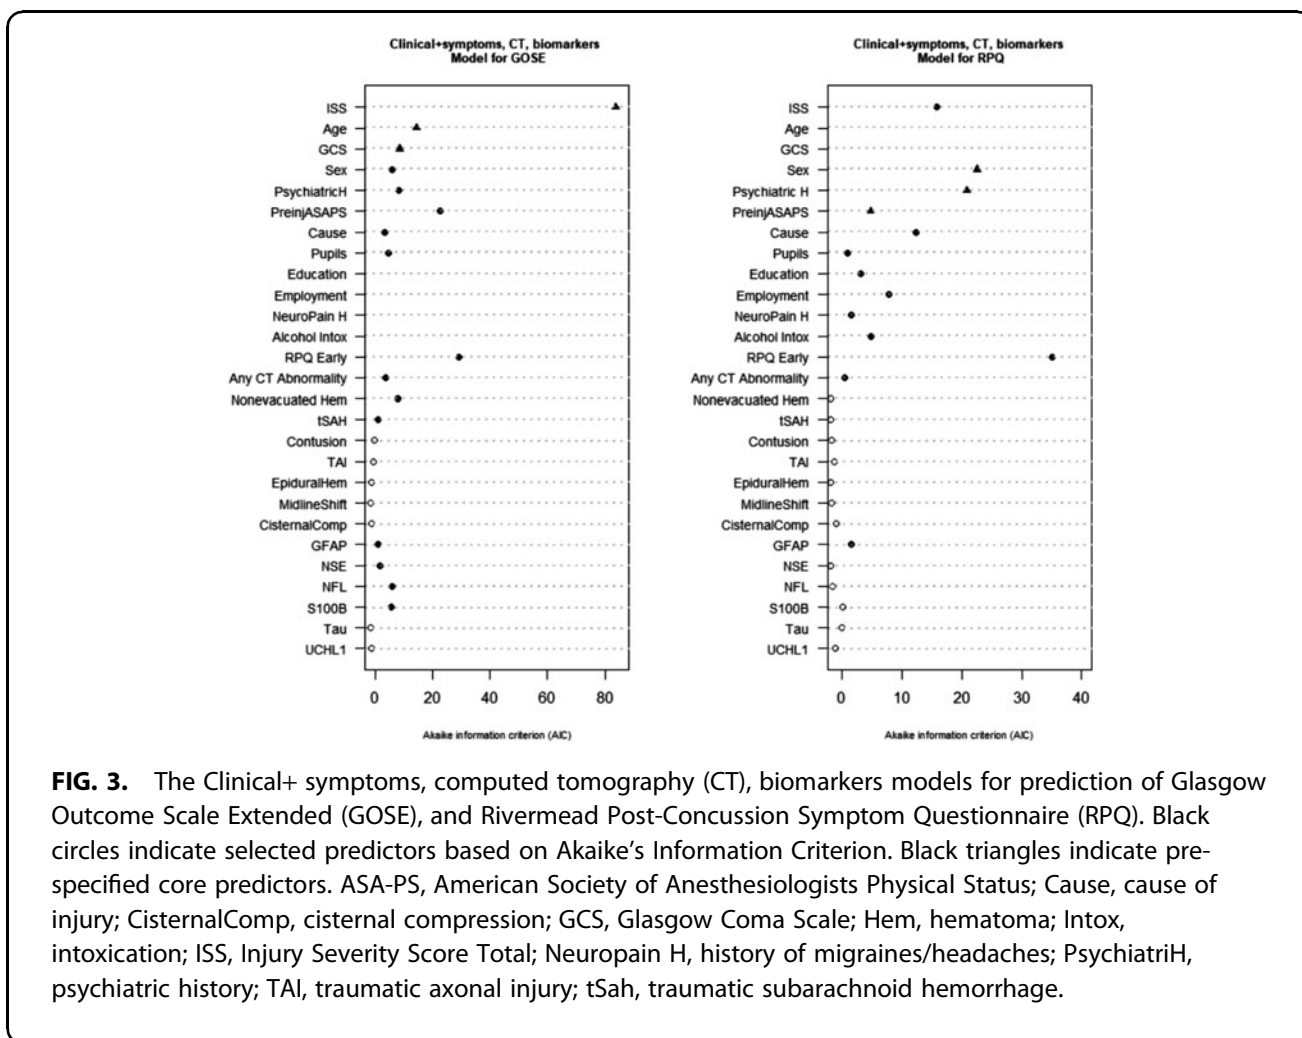 Clinical+symptoms, CT, biomarkers
Model for GOSE
ISS
Age
GCS
Sex
PsychiatricH
PreinjASAPS
Cause
Pupils
Education
Employment
NeuroPain H
Alcohol Intox
RPQ Early
Any CT Abnormality
Nonevacuated Hem
tSAH
Contusion
TAI
EpiduralHem
MidlineShift
CisternalComp
GFAP
NSE
NFL
S100B
Tau
UCHL1
0 20 40 60 80
Akaike information criterion (AIC)
Clinical+symptoms, CT, biomarkers
Model for RPQ
ISS
Age
GCS
Sex
Psychiatric H
PreinjASAPS
Cause
Pupils
Education
Employment
NeuroPain H
Alcohol Intox
RPQ Early
Any CT Abnormality
Nonevacuated Hem
tSAH
Contusion
TAI
EpiduralHem
MidlineShift
CisternalComp
GFAP
NSE
NFL
S100B
Tau
UCHL1
0 10 20 30 40
Akaike information criterion (AIC)
FIG. 3. The Clinical+ symptoms, computed tomography (CT), biomarkers models for prediction of Glasgow
Outcome Scale Extended (GOSE), and Rivermead Post-Concussion Symptom Questionnaire (RPQ). Black
circles indicate selected predictors based on Akaike's Information Criterion. Black triangles indicate pre-
specified core predictors. ASA-PS, American Society of Anesthesiologists Physical Status; Cause, cause of
injury; CisternalComp, cisternal compression; GCS, Glasgow Coma Scale; Hem, hematoma; Intox,
intoxication; ISS, Injury Severity Score Total; Neuropain H, history of migraines/headaches; PsychiatriH,
psychiatric history; TAI, traumatic axonal injury; tSah, traumatic subarachnoid hemorrhage.